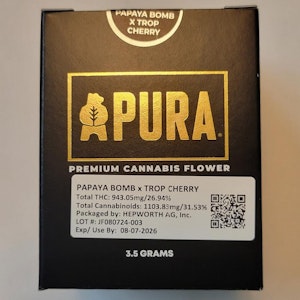 PAPAYA BOMB
X TROP
CHERRY
PURA
PREMIUM CANNABIS FLOWER
PAPAYA BOMB x TROP CHERRY
Total THC: 943.05mg/26.94%
Total Cannabinoids: 1103.83mg/31.53%
Packaged by: HEPWORTH AG, Inc.
LOT #: JF080724-003
Exp/ Use By: 08-07-2026
3.5 GRAMS